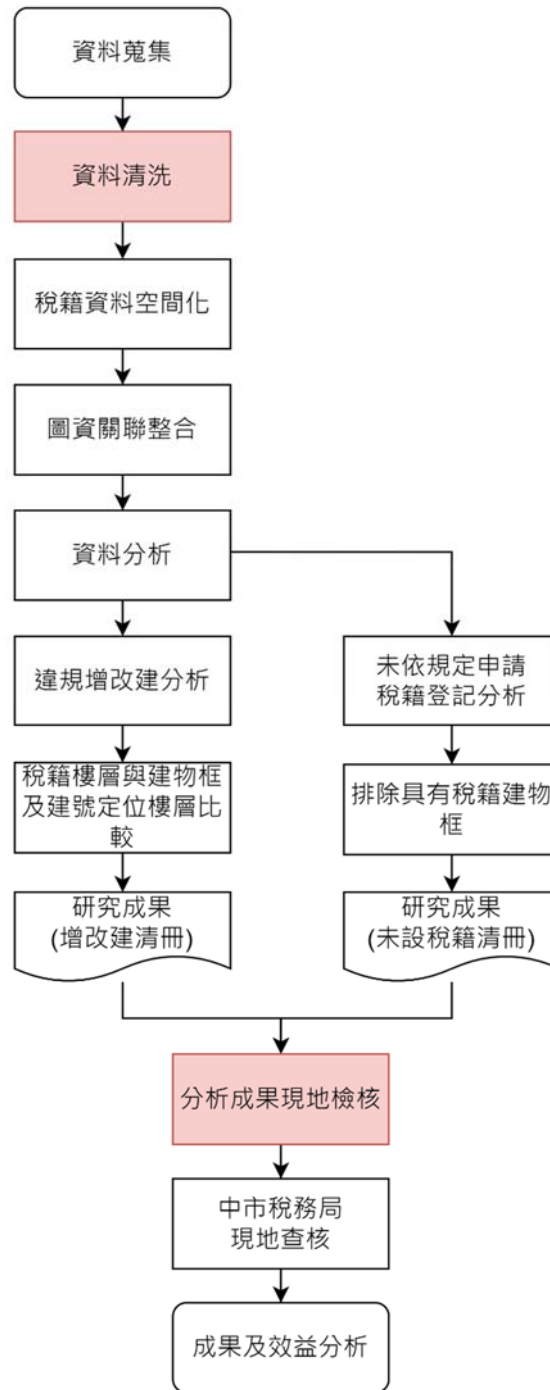 資料蒐集
資料清洗
稅籍資料空間化
圖資關聯整合
資料分析
違規增改建分析
未依規定申請
稅籍登記分析
稅籍樓層與建物框
及建號定位樓層比
較
排除具有稅籍建物
框
研究成果
(增改建清冊)
研究成果
(未設稅籍清冊)
分析成果現地檢核
中市稅務局
現地查核
成果及效益分析